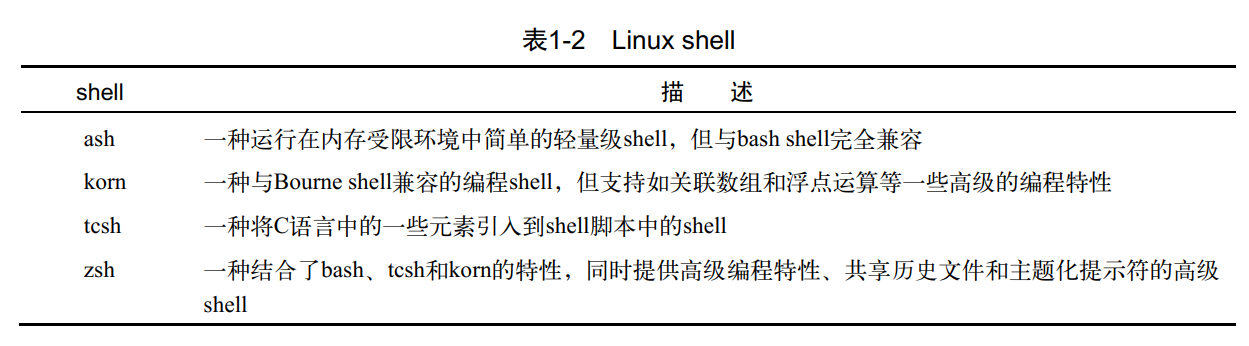 表1-2 Linux shell
shell 描 述
ash 一种运行在内存受限环境中简单的轻量级shell，但与bash shell完全兼容
korn 一种与Bourne shell兼容的编程shell，但支持如关联数组和浮点运算等一些高级的编程特性
tcsh 一种将C语言中的一些元素引入到shell脚本中的shell
zsh 一种结合了bash、tcsh和korn的特性，同时提供高级编程特性、共享历史文件和主题化提示符的高级
shell